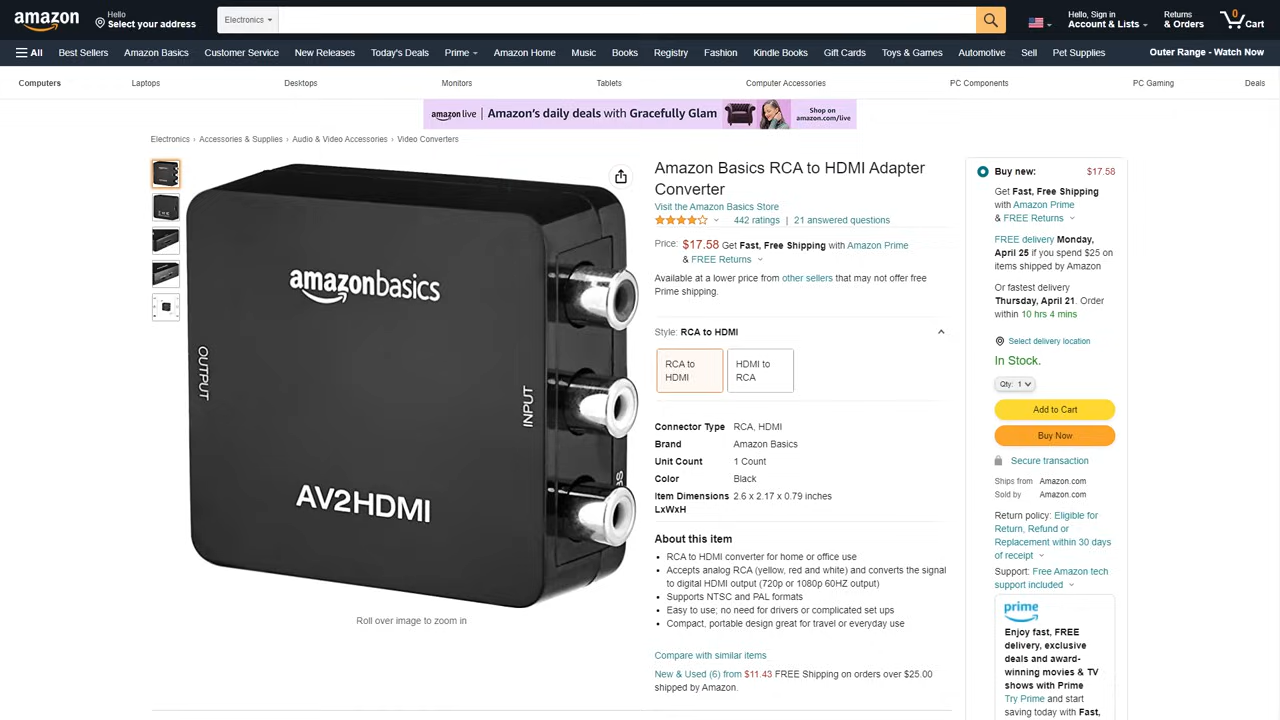 amazon
Hello
Select your address
Electronics
Hello, Sign in
Account & Lists
Returns
& Orders
0
Cart
All
Best Sellers
Amazon Basics
Customer Service
New Releases
Today's Deals
Prime
Amazon Home
Music
Books
Registry
Fashion
Kindle Books
Gift Cards
Toys & Games
Automotive
Sell
Pet Supplies
Outer Range - Watch Now
Computers
Laptops
Desktops
Monitors
Tablets
Computer Accessories
PC Components
PC Gaming
Deals
amazon live | Amazon's daily deals with Gracefully Glam
Shop on
amazon.com/live
Electronics › Accessories & Supplies › Audio & Video Accessories › Video Converters
amazonbasics
OUTPUT
INPUT
AV2HDMI
Roll over image to zoom in
Amazon Basics RCA to HDMI Adapter
Converter
Visit the Amazon Basics Store
442 ratings | 21 answered questions
Price: $17.58 Get Fast, Free Shipping with Amazon Prime
& FREE Returns
Available at a lower price from other sellers that may not offer free
Prime shipping.
Style: RCA to HDMI
RCA to
HDMI
HDMI to
RCA
Connector Type RCA, HDMI
Brand Amazon Basics
Unit Count 1 Count
Color Black
Item Dimensions 2.6 x 2.17 x 0.79 inches
LxWxH
About this item
• RCA to HDMI converter for home or office use
• Accepts analog RCA (yellow, red and white) and converts the signal
to digital HDMI output (720p or 1080p 60HZ output)
• Supports NTSC and PAL formats
• Easy to use; no need for drivers or complicated set ups
• Compact, portable design great for travel or everyday use
Compare with similar items
New & Used (6) from $11.43 FREE Shipping on orders over $25.00
shipped by Amazon.
Buy new: $17.58
Get Fast, Free Shipping
with Amazon Prime
& FREE Returns
FREE delivery Monday,
April 25 if you spend $25 on
items shipped by Amazon
Or fastest delivery
Thursday, April 21. Order
within 10 hrs 4 mins
Select delivery location
In Stock.
Qty: 1
Add to Cart
Buy Now
Secure transaction
Ships from Amazon.com
Sold by Amazon.com
Return policy: Eligible for
Return, Refund or
Replacement within 30 days
of receipt
Support: Free Amazon tech
support included
prime
Enjoy fast, FREE
delivery, exclusive
deals and award-
winning movies & TV
shows with Prime
Try Prime and start
saving today with Fast,